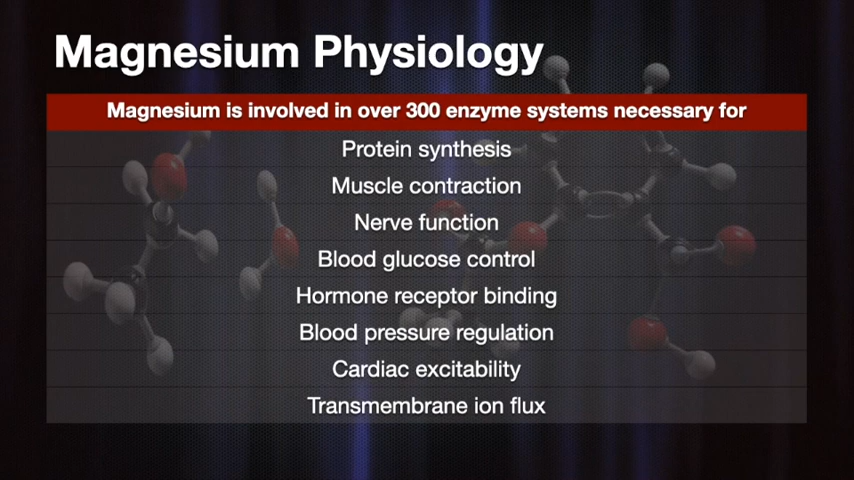 Magnesium Physiology
Magnesium is involved in over 300 enzyme systems necessary for
Protein synthesis
Muscle contraction
Nerve function
Blood glucose control
Hormone receptor binding
Blood pressure regulation
Cardiac excitability
Transmembrane ion flux